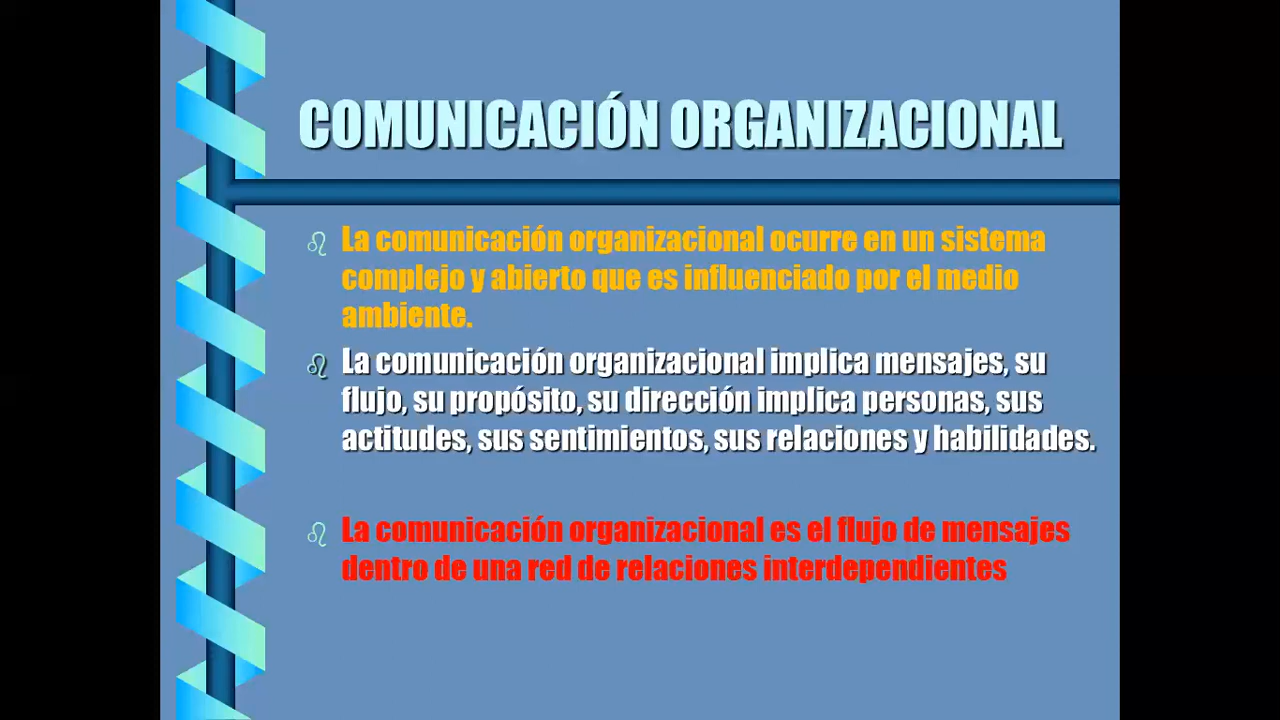 COMUNICACIÓN ORGANIZACIONAL
La comunicación organizacional ocurre en un sistema
complejo y abierto que es influenciado por el medio
ambiente.
La comunicación organizacional implica mensajes, su
flujo, su propósito, su dirección implica personas, sus
actitudes, sus sentimientos, sus relaciones y habilidades.
La comunicación organizacional es el flujo de mensajes
dentro de una red de relaciones interdependientes